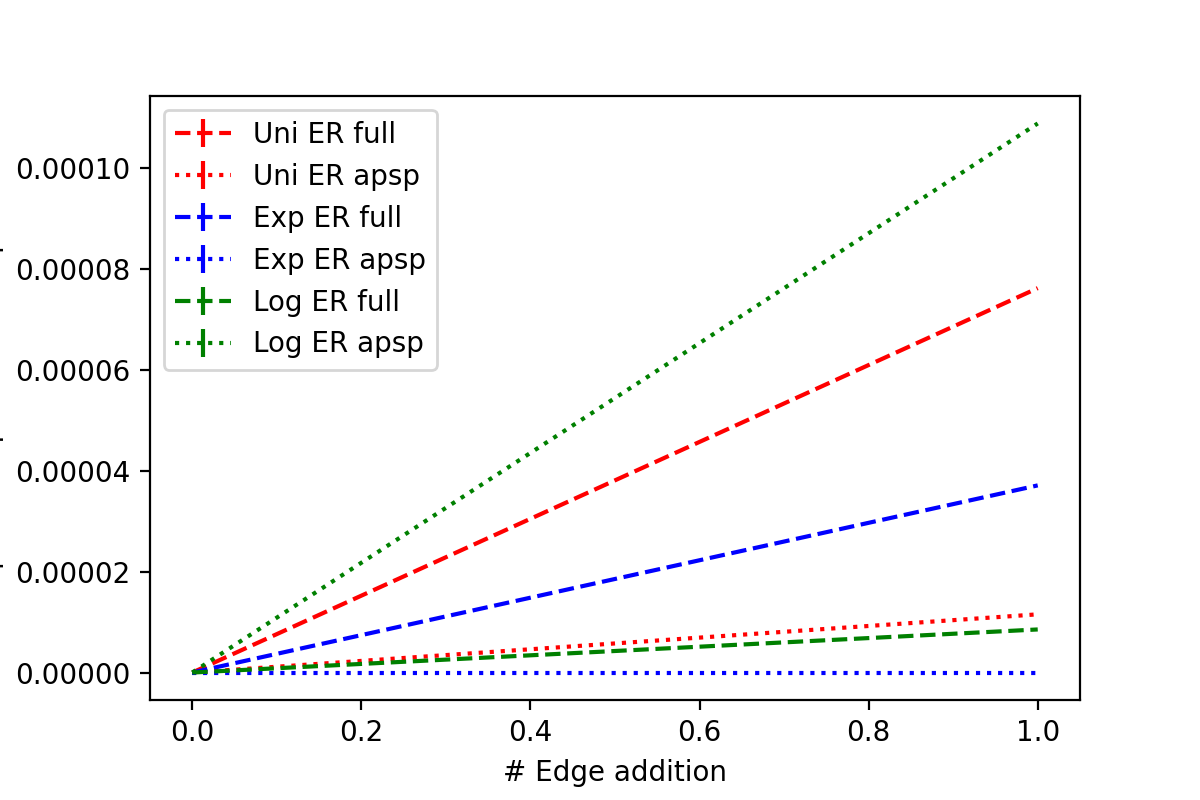 Uni ER full
Uni ER apsp
Exp ER full
Exp ER apsp
Log ER full
Log ER apsp
0.00010
0.00008
0.00006
0.00004
0.00002
0.00000
0.0 0.2 0.4 0.6 0.8 1.0
# Edge addition